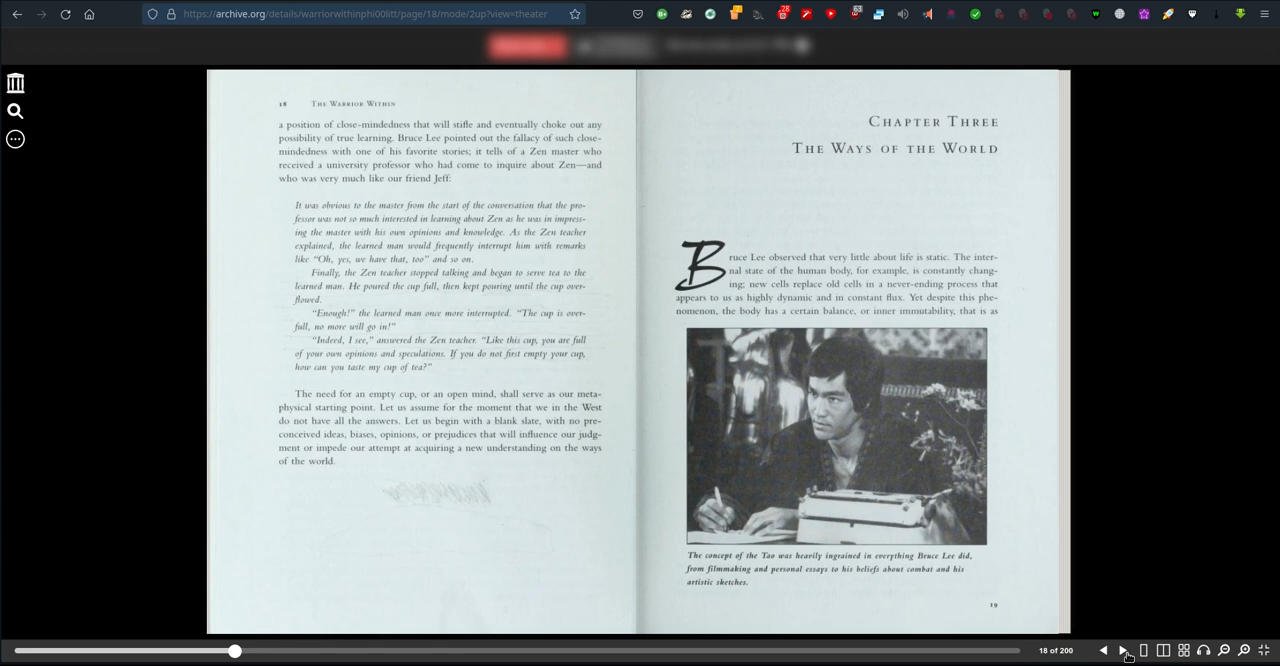 https://archive.org/details/warriorwithinphi00litt/page/18/mode/2up?view=theater
28
63
18 THE WARRIOR WITHIN
a position of close-mindedness that will stifle and eventually choke out any
possibility of true learning. Bruce Lee pointed out the fallacy of such close-
mindedness with one of his favorite stories; it tells of a Zen master who
received a university professor who had come to inquire about Zen—and
who was very much like our friend Jeff:
It was obvious to the master from the start of the conversation that the pro-
fessor was not so much interested in learning about Zen as he was in impress-
ing the master with his own opinions and knowledge. As the Zen teacher
explained, the learned man would frequently interrupt him with remarks
like “Oh, yes, we have that, too” and so on.
Finally, the Zen teacher stopped talking and began to serve tea to the
learned man. He poured the cup full, then kept pouring until the cup over-
flowed.
“Enough!” the learned man once more interrupted. “The cup is over-
full, no more will go in!”
“Indeed, I see,” answered the Zen teacher. “Like this cup, you are full
of your own opinions and speculations. If you do not first empty your cup,
how can you taste my cup of tea?”
The need for an empty cup, or an open mind, shall serve as our meta-
physical starting point. Let us assume for the moment that we in the West
do not have all the answers. Let us begin with a blank slate, with no pre-
conceived ideas, biases, opinions, or prejudices that will influence our judg-
ment or impede our attempt at acquiring a new understanding on the ways
of the world.
CHAPTER THREE
THE WAYS OF THE WORLD
Bruce Lee observed that very little about life is static. The inter-
nal state of the human body, for example, is constantly chang-
ing; new cells replace old cells in a never-ending process that
appears to us as highly dynamic and in constant flux. Yet despite this phe-
nomenon, the body has a certain balance, or inner immutability, that is as
The concept of the Tao was heavily ingrained in everything Bruce Lee did,
from filmmaking and personal essays to his beliefs about combat and his
artistic sketches.
19
18 of 200